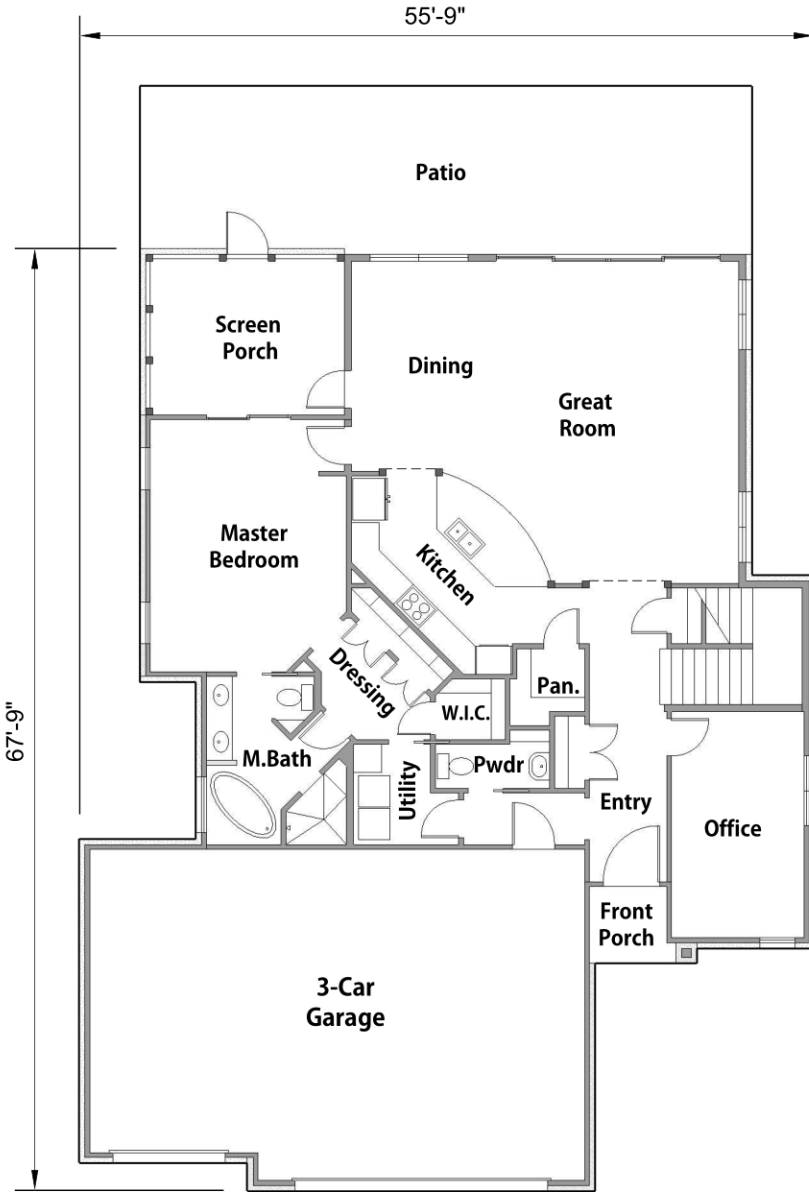 55'-9"
Patio
Screen
Porch
Dining
Great
Room
Master
Bedroom
Kitchen
Dressing
Pan.
W.I.C.
67'-9"
M.Bath
Pwdr
Utility
Entry
Office
Front
Porch
3-Car
Garage